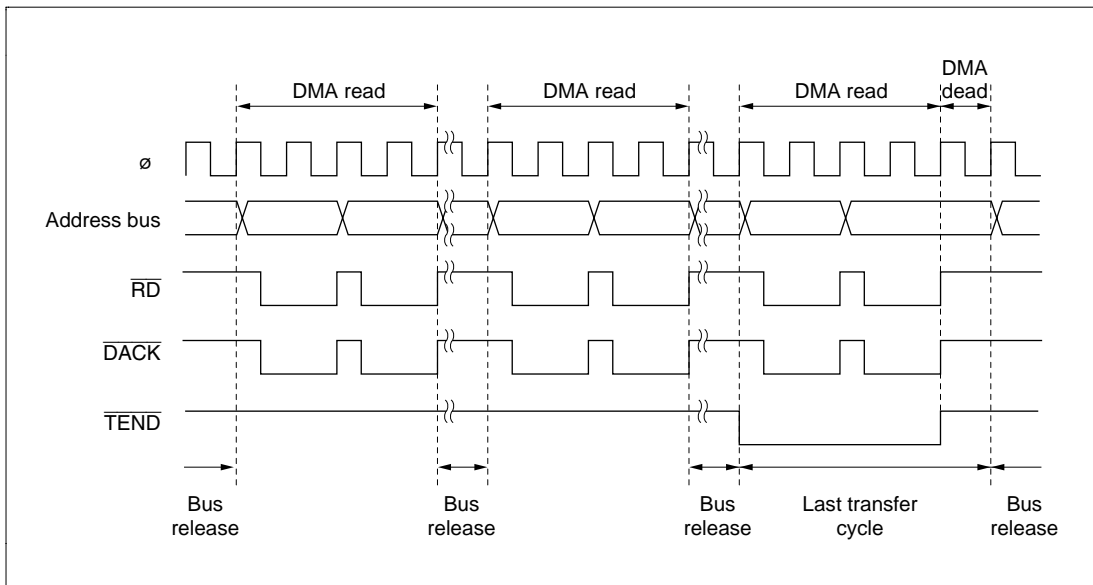 DMA read
DMA read
DMA read
DMA
dead
ø
Address bus
RD
DACK
TEND
Bus
release
Bus
release
Bus
release
Last transfer
cycle
Bus
release